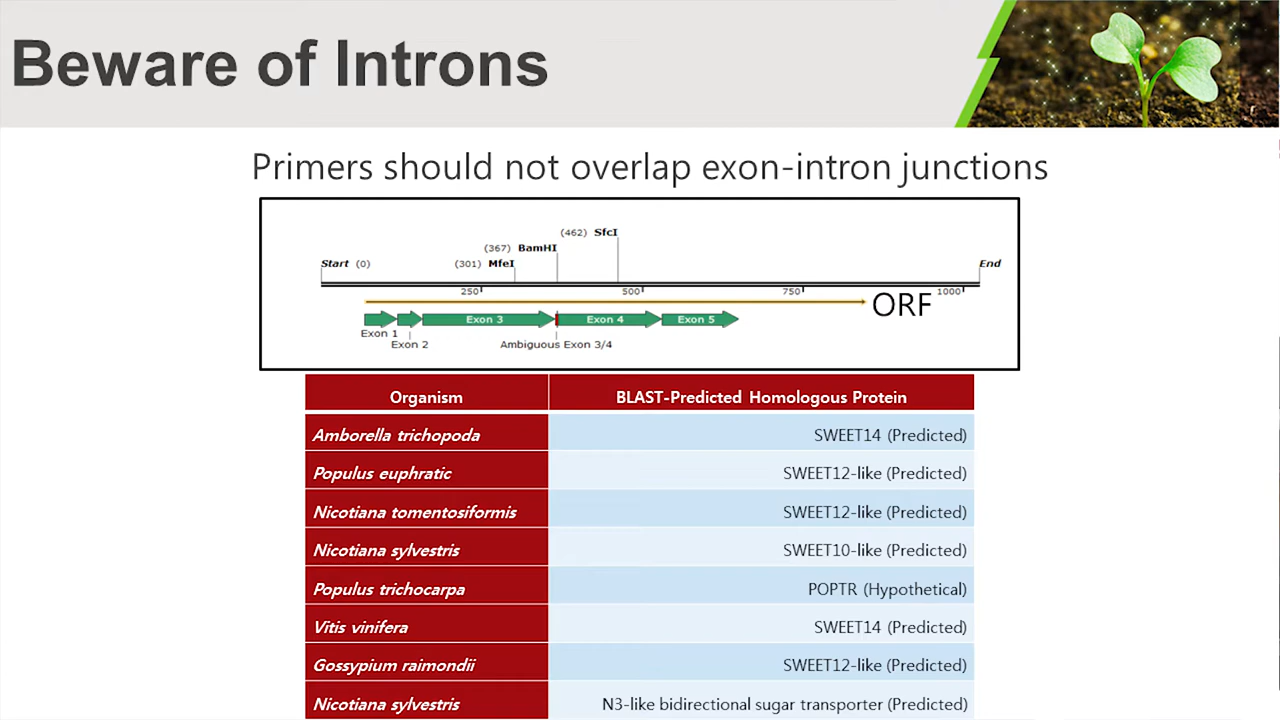 Beware of Introns
Primers should not overlap exon-intron junctions
(462) SfcI
(367) BamHI
Start (0) (301) MfeI End
250 500 750 1000
ORF
Exon 3 Exon 4 Exon 5
Exon 1
Exon 2 Ambiguous Exon 3/4
Organism BLAST-Predicted Homologous Protein
Amborella trichopoda SWEET14 (Predicted)
Populus euphratic SWEET12-like (Predicted)
Nicotiana tomentosiformis SWEET12-like (Predicted)
Nicotiana sylvestris SWEET10-like (Predicted)
Populus trichocarpa POPTR (Hypothetical)
Vitis vinifera SWEET14 (Predicted)
Gossypium raimondii SWEET12-like (Predicted)
Nicotiana sylvestris N3-like bidirectional sugar transporter (Predicted)